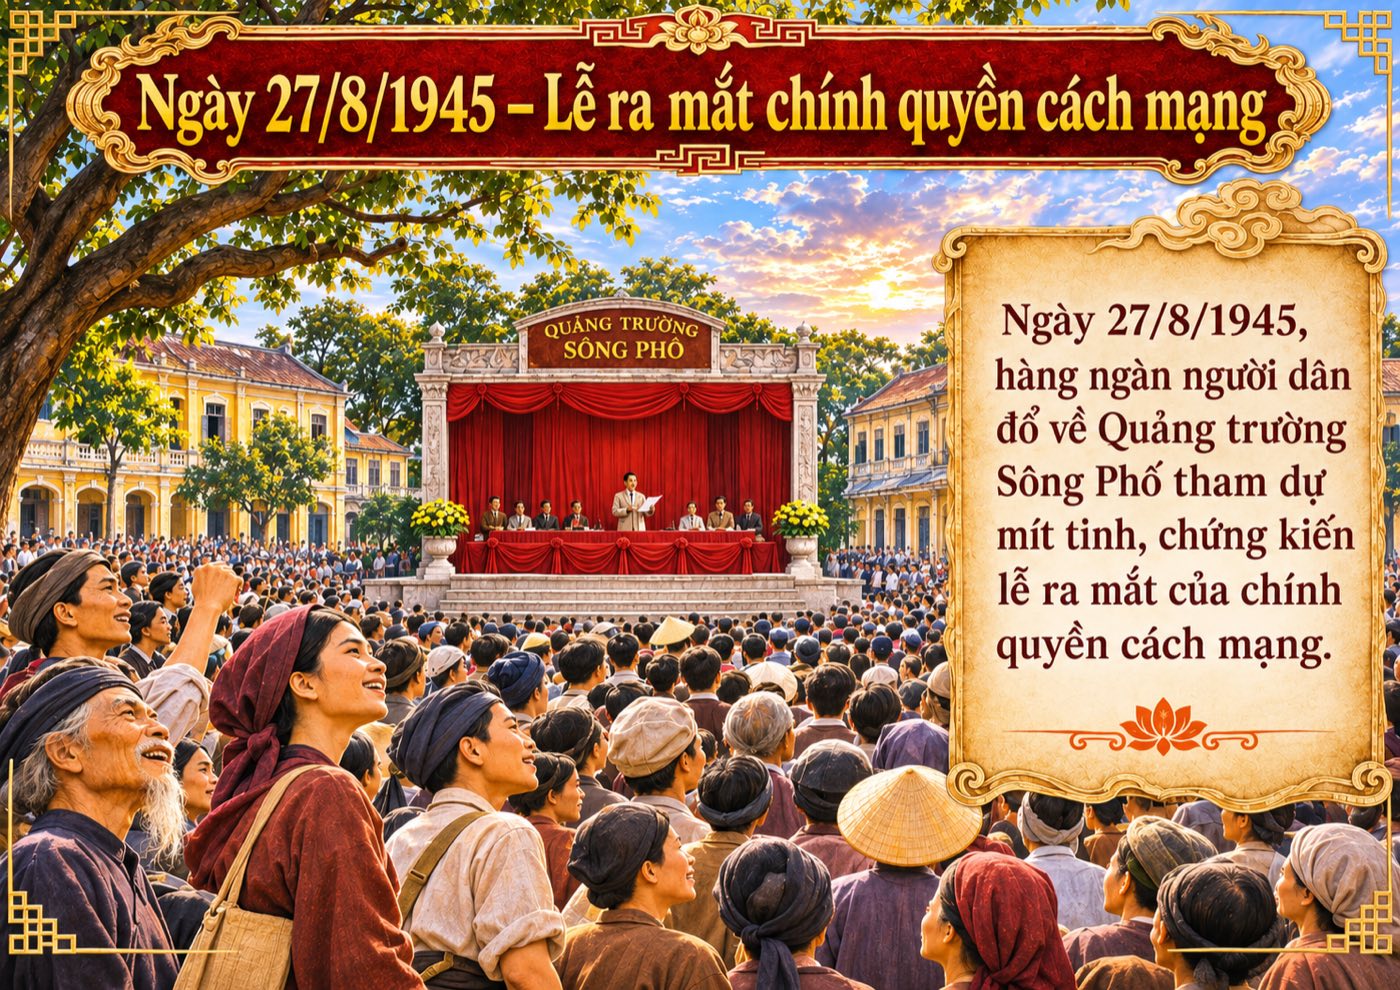 Ngày 27/8/1945 – Lễ ra mắt chính quyền cách mạng
QUẢNG TRƯỜNG
SÔNG PHÔ
Ngày 27/8/1945,
hàng ngàn người dân
đổ về Quảng trường
Sông Phố tham dự
mít tinh, chứng kiến
lễ ra mắt của chính
quyền cách mạng.